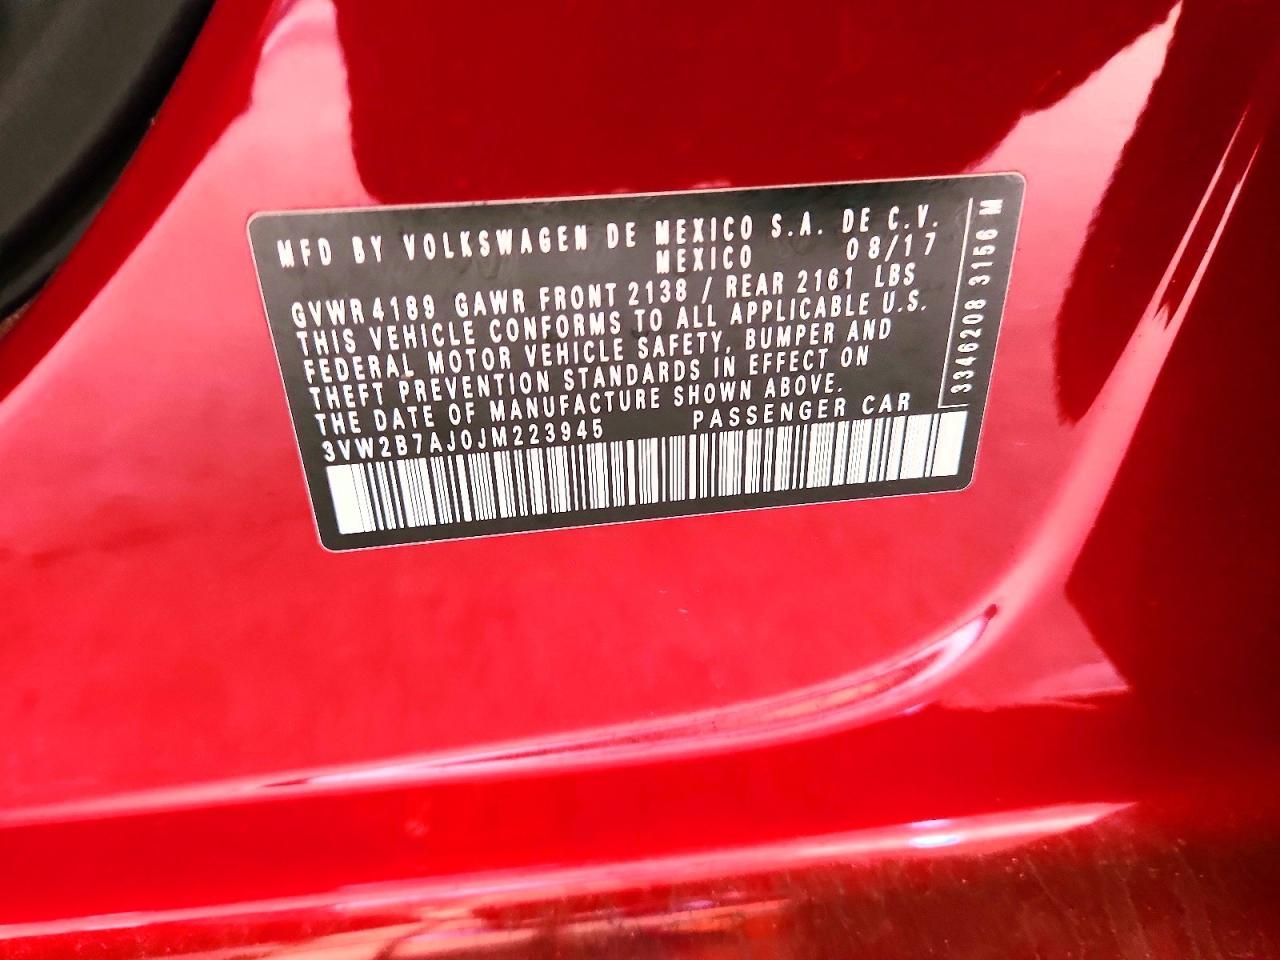 MFD BY VOLKSWAGEN DE MEXICO S.A. DE C.V.
MEXICO 08/17
GVWR 4189 GAWR FRONT 2138 / REAR 2161 LBS
THIS VEHICLE CONFORMS TO ALL APPLICABLE U.S.
FEDERAL MOTOR VEHICLE SAFETY, BUMPER AND
THEFT PREVENTION STANDARDS IN EFFECT ON
THE DATE OF MANUFACTURE SHOWN ABOVE.
3VW2B7AJ0JM223945 PASSENGER CAR
3346208 3156 M